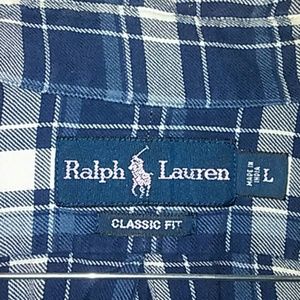 Ralph Lauren
MADE IN
INDIA
L
CLASSIC FIT